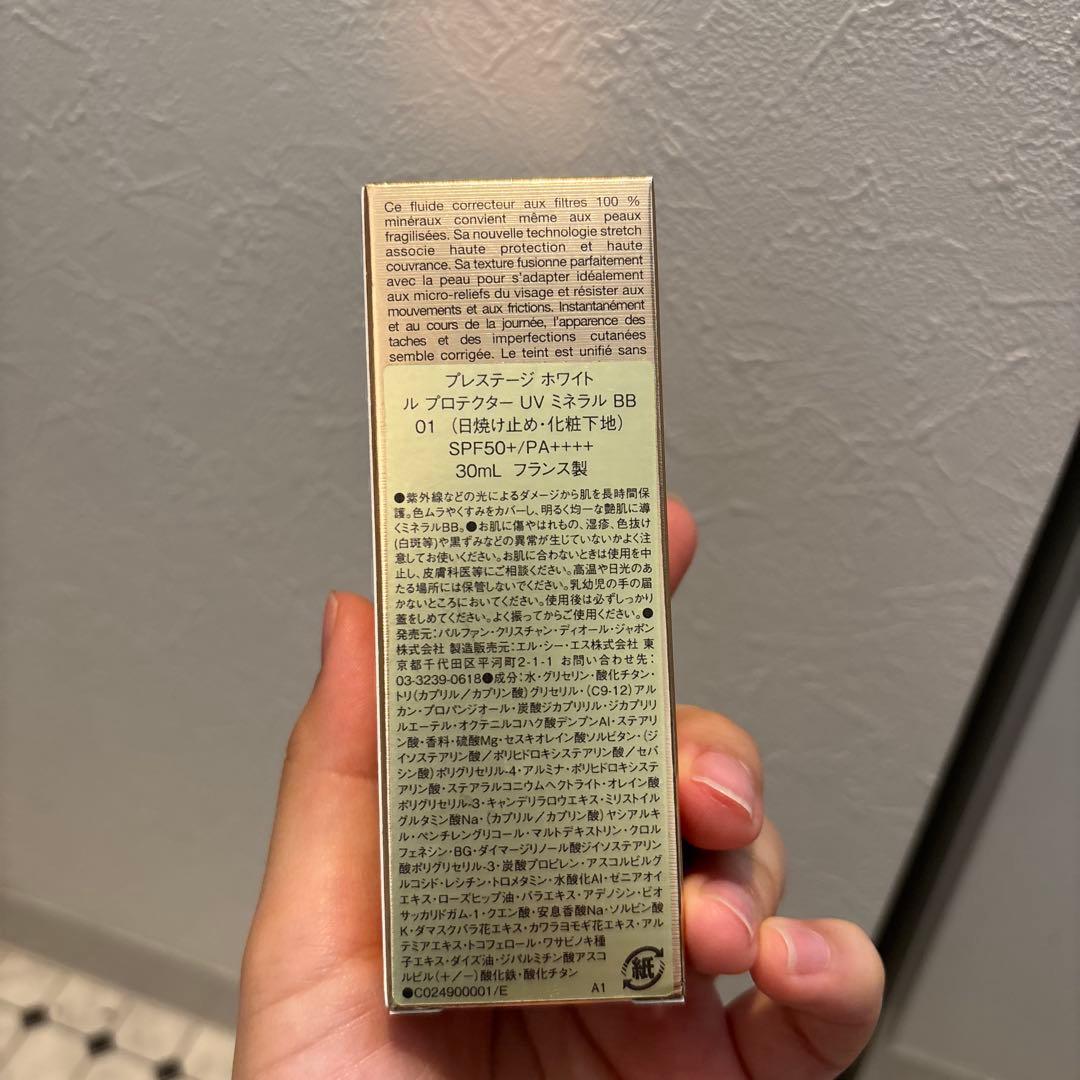 Ce fluide correcteur aux filtres 100 %
minéraux convient même aux peaux
fragilisées. Sa nouvelle technologie stretch
associe haute protection et haute
couvrance. Sa texture fusionne parfaitement
avec la peau pour s'adapter idéalement
aux micro-reliefs du visage et résister aux
mouvements et aux frictions. Instantanément
et au cours de la journée, l'apparence des
taches et des imperfections cutanées
semble corrigée. Le teint est unifié sans
プレステージ ホワイト
ル プロテクター UV ミネラル BB
01 (日焼け止め・化粧下地)
SPF50+/PA++++
30mL フランス製
●紫外線などの光によるダメージから肌を長時間保
護。色ムラやくすみをカバーし、明るく均一な艶肌に導
くミネラルBB。●お肌に傷やはれもの、湿疹、色抜け
(白斑等)や黒ずみなどの異常が生じていないかよく注
意してお使いください。お肌に合わないときは使用を中
止し、皮膚科医等にご相談ください。高温や日光のあ
たる場所には保管しないでください。乳幼児の手の届
かないところにおいてください。使用後は必ずしっかり
蓋をしめてください。よく振ってからご使用ください。●
発売元:パルファン・クリスチャン・ディオール・ジャポン
株式会社 製造販売元:エル・シー・エス株式会社 東
京都千代田区平河町2-1-1 お問い合わせ先:
03-3239-0618●成分:水・グリセリン・酸化チタン・
トリ(カプリル/カプリン酸)グリセリル・(C9-12)アル
カン・プロパンジオール・炭酸ジカプリリル・ジカプリリ
ルエーテル・オクテニルコハク酸デンプンAl・ステアリ
ン酸・香料・硫酸Mg・セスキオレイン酸ソルビタン・(ジ
イソステアリン酸/ポリヒドロキシステアリン酸/セバ
シン酸)ポリグリセリル-4・アルミナ・ポリヒドロキシステ
アリン酸・ステアラルコニウムヘクトライト・オレイン酸
ポリグリセリル-3・キャンデリラロウエキス・ミリストイル
グルタミン酸Na・(カプリル/カプリン酸)ヤシアルキ
ル・ペンチレングリコール・マルトデキストリン・クロル
フェネシン・BG・ダイマージリノール酸ジイソステアリン
酸ポリグリセリル-3・炭酸プロピレン・アスコルビルグ
ルコシド・レシチン・トロメタミン・水酸化Al・ゼニアオイ
エキス・ローズヒップ油・バラエキス・アデノシン・ビオ
サッカリドガム-1・クエン酸・安息香酸Na・ソルビン酸
K・ダマスクバラ花エキス・カワラヨモギ花エキス・アル
テミアエキス・トコフェロール・ワサビノキ種
子エキス・ダイズ油・ジパルミチン酸アスコ
ルビル(+/-)酸化鉄・酸化チタン
●C024900001/E A1
紙